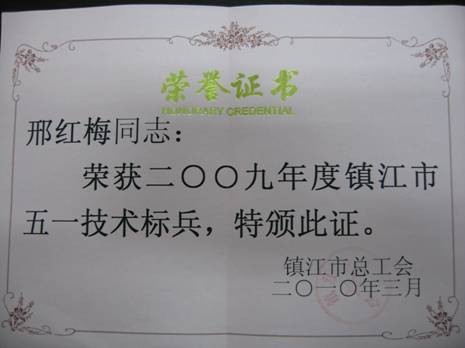 荣誉证书
HONORARY CREDENTIAL
邢红梅同志：
荣获二〇〇九年度镇江市
五一技术标兵，特颁此证。
镇江市总工会
二〇一〇年三月